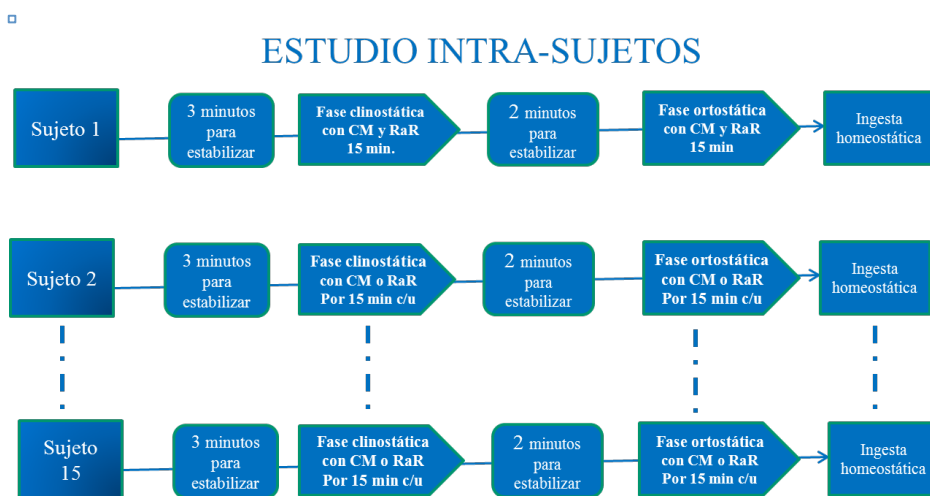 ESTUDIO INTRA-SUJETOS
Sujeto 1
3 minutos
para
estabilizar
Fase clinostática
con CM y RaR
15 min.
2 minutos
para
estabilizar
Fase ortostática
con CM y RaR
15 min
Ingesta
homeostática
Sujeto 2
3 minutos
para
estabilizar
Fase clinostática
con CM o RaR
Por 15 min c/u
2 minutos
para
estabilizar
Fase ortostática
con CM o RaR
Por 15 min c/u
Ingesta
homeostática
Sujeto
15
3 minutos
para
estabilizar
Fase clinostática
con CM o RaR
Por 15 min c/u
2 minutos
para
estabilizar
Fase ortostática
con CM o RaR
Por 15 min c/u
Ingesta
homeostática